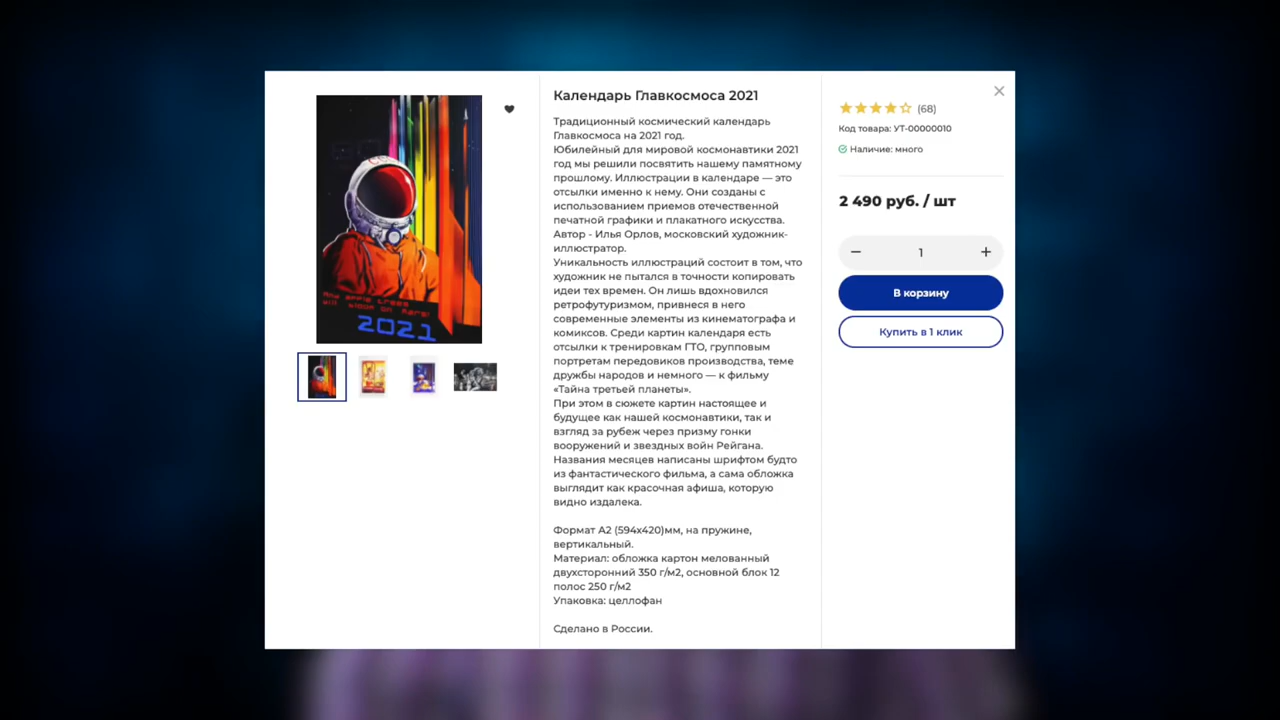 Календарь Главкосмоса 2021
Традиционный космический календарь
Главкосмоса на 2021 год.
Юбилейный для мировой космонавтики 2021
год мы решили посвятить нашему памятному
прошлому. Иллюстрации в календаре — это
отсылки именно к нему. Они созданы с
использованием приемов отечественной
печатной графики и плакатного искусства.
Автор - Илья Орлов, московский художник-
иллюстратор.
Уникальность иллюстраций состоит в том, что
художник не пытался в точности копировать
идеи тех времен. Он лишь вдохновился
ретрофутуризмом, привнеся в него
современные элементы из кинематографа и
комиксов. Среди картин календаря есть
отсылки к тренировкам ГТО, групповым
портретам передовиков производства, теме
дружбы народов и немного — к фильму
«Тайна третьей планеты».
При этом в сюжете картин настоящее и
будущее как нашей космонавтики, так и
взгляд за рубеж через призму гонки
вооружений и звездных войн Рейгана.
Названия месяцев написаны шрифтом будто
из фантастического фильма, а сама обложка
выглядит как красочная афиша, которую
видно издалека.
Формат А2 (594х420)мм, на пружине,
вертикальный.
Материал: обложка картон мелованный
двухсторонний 350 г/м2, основной блок 12
полос 250 г/м2
Упаковка: целлофан
Сделано в России.
(68)
Код товара: УТ-00000010
Наличие: много
2 490 руб. / шт
− 1 +
В корзину
Купить в 1 клик
And apple trees
will bloom on Mars!
2021